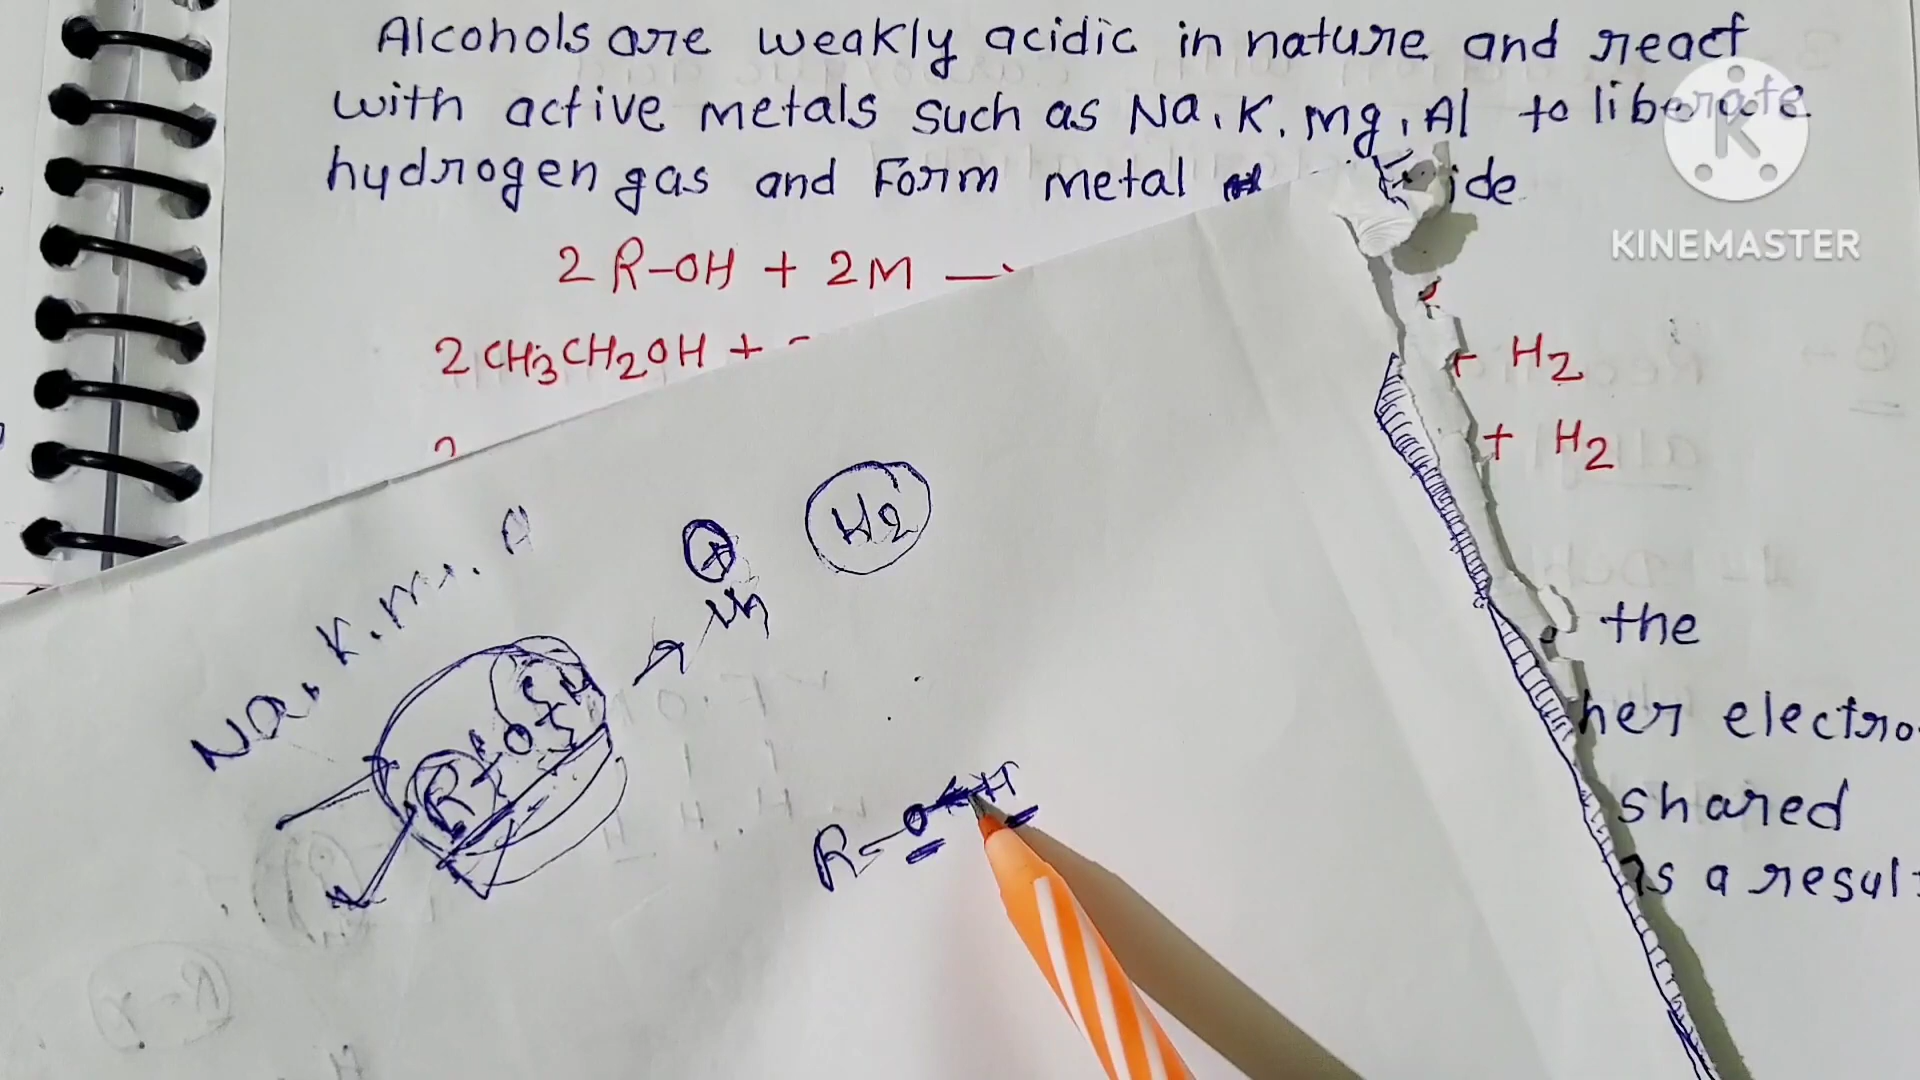 Alcohols are weakly acidic in nature and react
with active metals such as Na, K, Mg, Al to liberate
hydrogen gas and Form metal ide
2 R-OH + 2M →
2 CH3CH2OH +
+ H2
+ H2
the
her electro
shared
s a result
H2
Na, K.
R-O-H
R-O-H
K
KINEMASTER